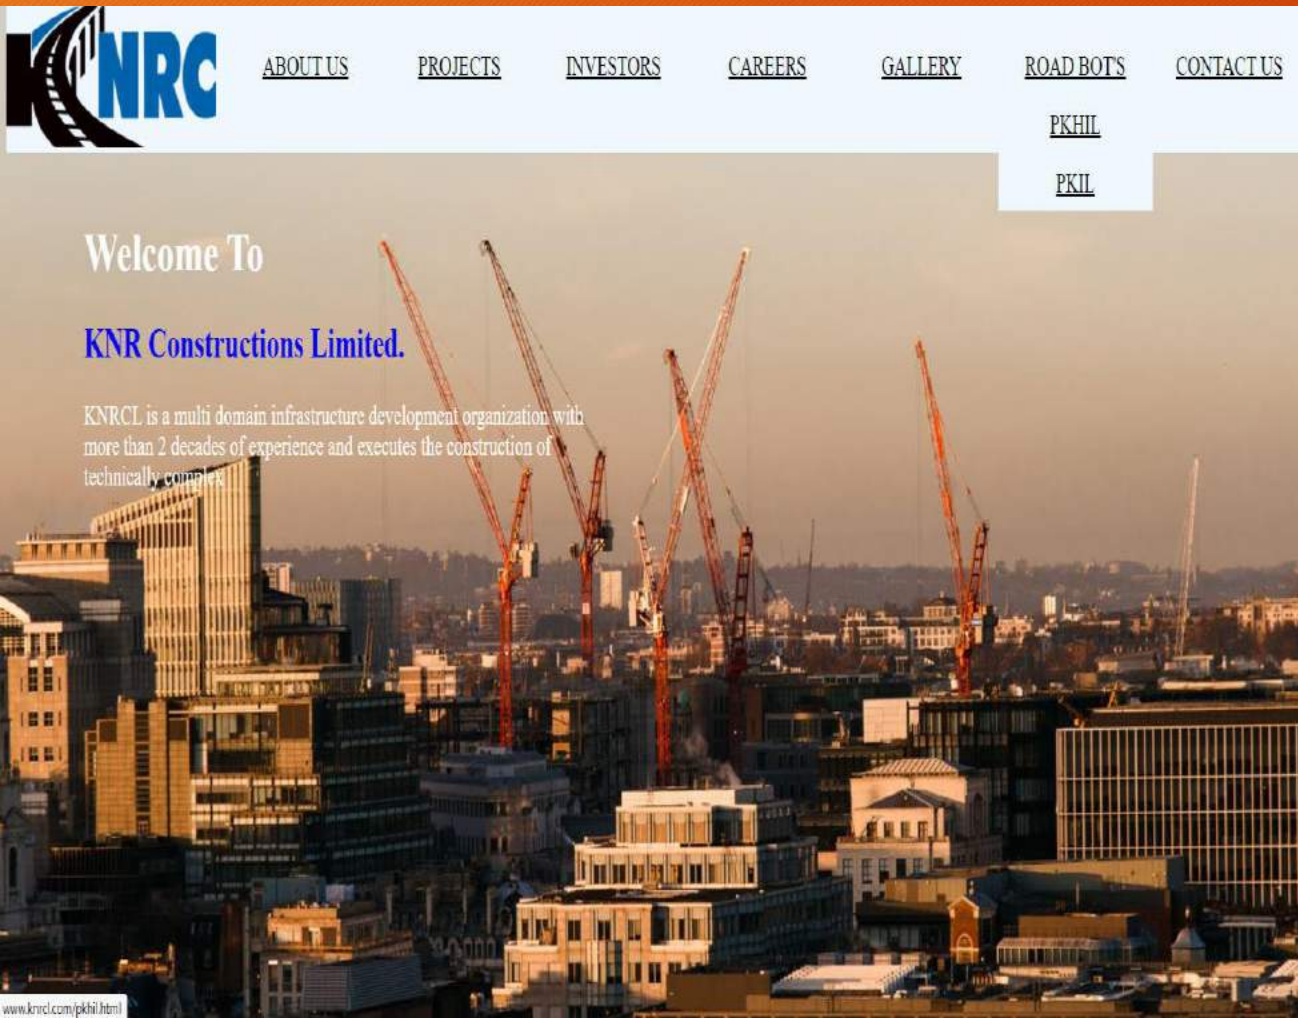 KNRC
ABOUT US PROJECTS INVESTORS CAREERS GALLERY ROAD BOT'S CONTACT US
PKHIL
PKIL
Welcome To
KNR Constructions Limited.
KNRCL is a multi domain infrastructure development organization with
more than 2 decades of experience and executes the construction of
technically complex
www.knrcl.com/pkhil.html